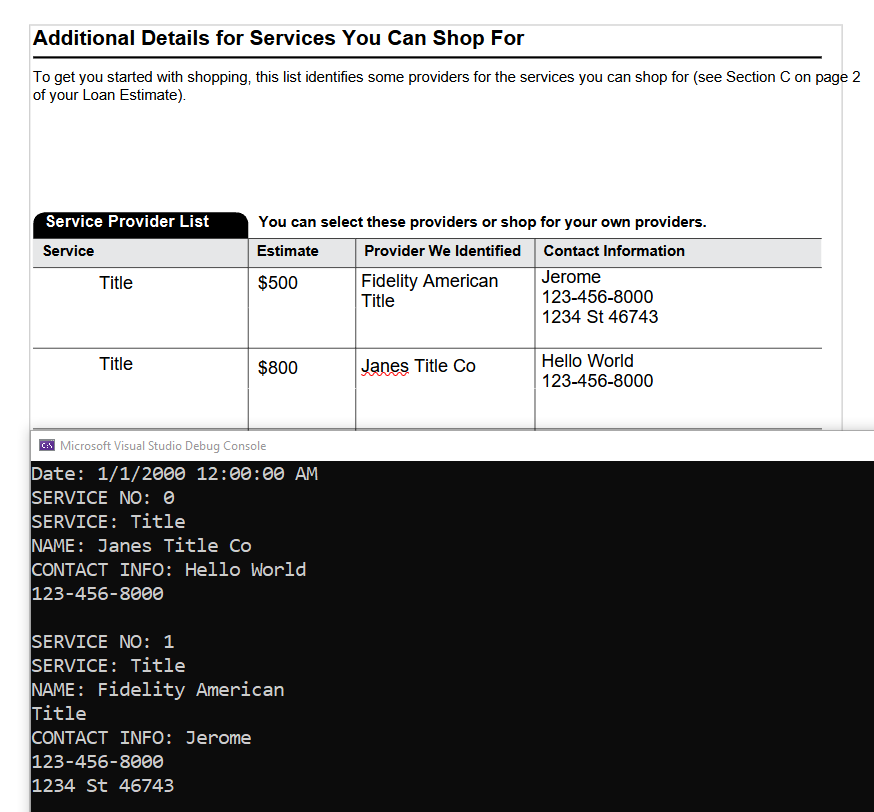 Additional Details for Services You Can Shop For
To get you started with shopping, this list identifies some providers for the services you can shop for (see Section C on page 2
of your Loan Estimate).
Service Provider List You can select these providers or shop for your own providers.
Service Estimate Provider We Identified Contact Information
Title $500 Fidelity American
Title
Jerome
123-456-8000
1234 St 46743
Title $800 Janes Title Co
Hello World
123-456-8000
C:\ Microsoft Visual Studio Debug Console
Date: 1/1/2000 12:00:00 AM
SERVICE NO: 0
SERVICE: Title
NAME: Janes Title Co
CONTACT INFO: Hello World
123-456-8000
SERVICE NO: 1
SERVICE: Title
NAME: Fidelity American
Title
CONTACT INFO: Jerome
123-456-8000
1234 St 46743